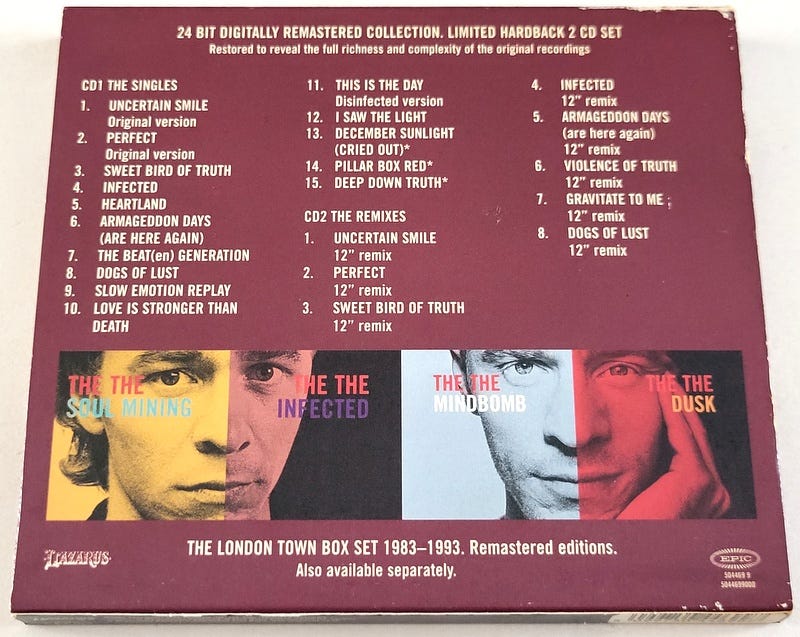 24 BIT DIGITALLY REMASTERED COLLECTION. LIMITED HARDBACK 2 CD SET
Restored to reveal the full richness and complexity of the original recordings
CD1 THE SINGLES
1. UNCERTAIN SMILE
Original version
2. PERFECT
Original version
3. SWEET BIRD OF TRUTH
4. INFECTED
5. HEARTLAND
6. ARMAGEDDON DAYS
(ARE HERE AGAIN)
7. THE BEAT(en) GENERATION
8. DOGS OF LUST
9. SLOW EMOTION REPLAY
10. LOVE IS STRONGER THAN
DEATH
11. THIS IS THE DAY
Disinfected version
12. I SAW THE LIGHT
13. DECEMBER SUNLIGHT
(CRIED OUT)*
14. PILLAR BOX RED*
15. DEEP DOWN TRUTH*
CD2 THE REMIXES
1. UNCERTAIN SMILE
12” remix
2. PERFECT
12” remix
3. SWEET BIRD OF TRUTH
12” remix
4. INFECTED
12” remix
5. ARMAGEDDON DAYS
(are here again)
12” remix
6. VIOLENCE OF TRUTH
12” remix
7. GRAVITATE TO ME
12” remix
8. DOGS OF LUST
12” remix
THE THE
SOUL MINING
THE THE
INFECTED
THE THE
MINDBOMB
THE THE
DUSK
LAZARUS
THE LONDON TOWN BOX SET 1983–1993. Remastered editions.
Also available separately.
EPIC
504469 9
5044699000